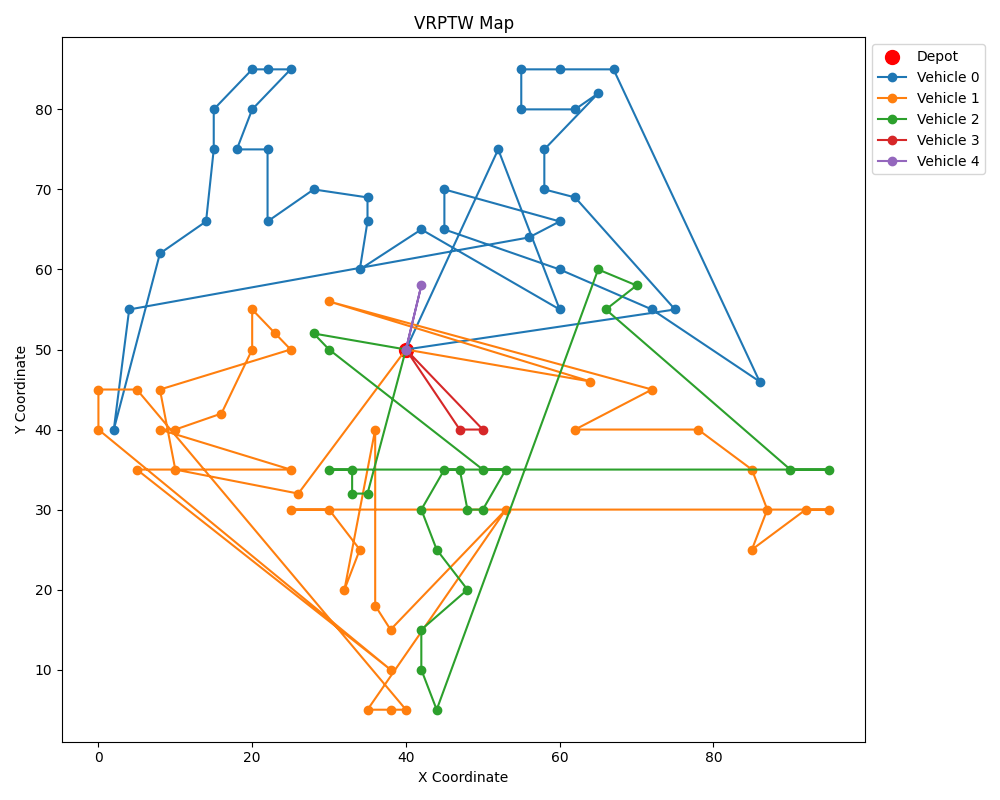 VRPTW Map
Depot
Vehicle 0
Vehicle 1
Vehicle 2
Vehicle 3
Vehicle 4
Y Coordinate
80
70
60
50
40
30
20
10
0
20
40
60
80
X Coordinate